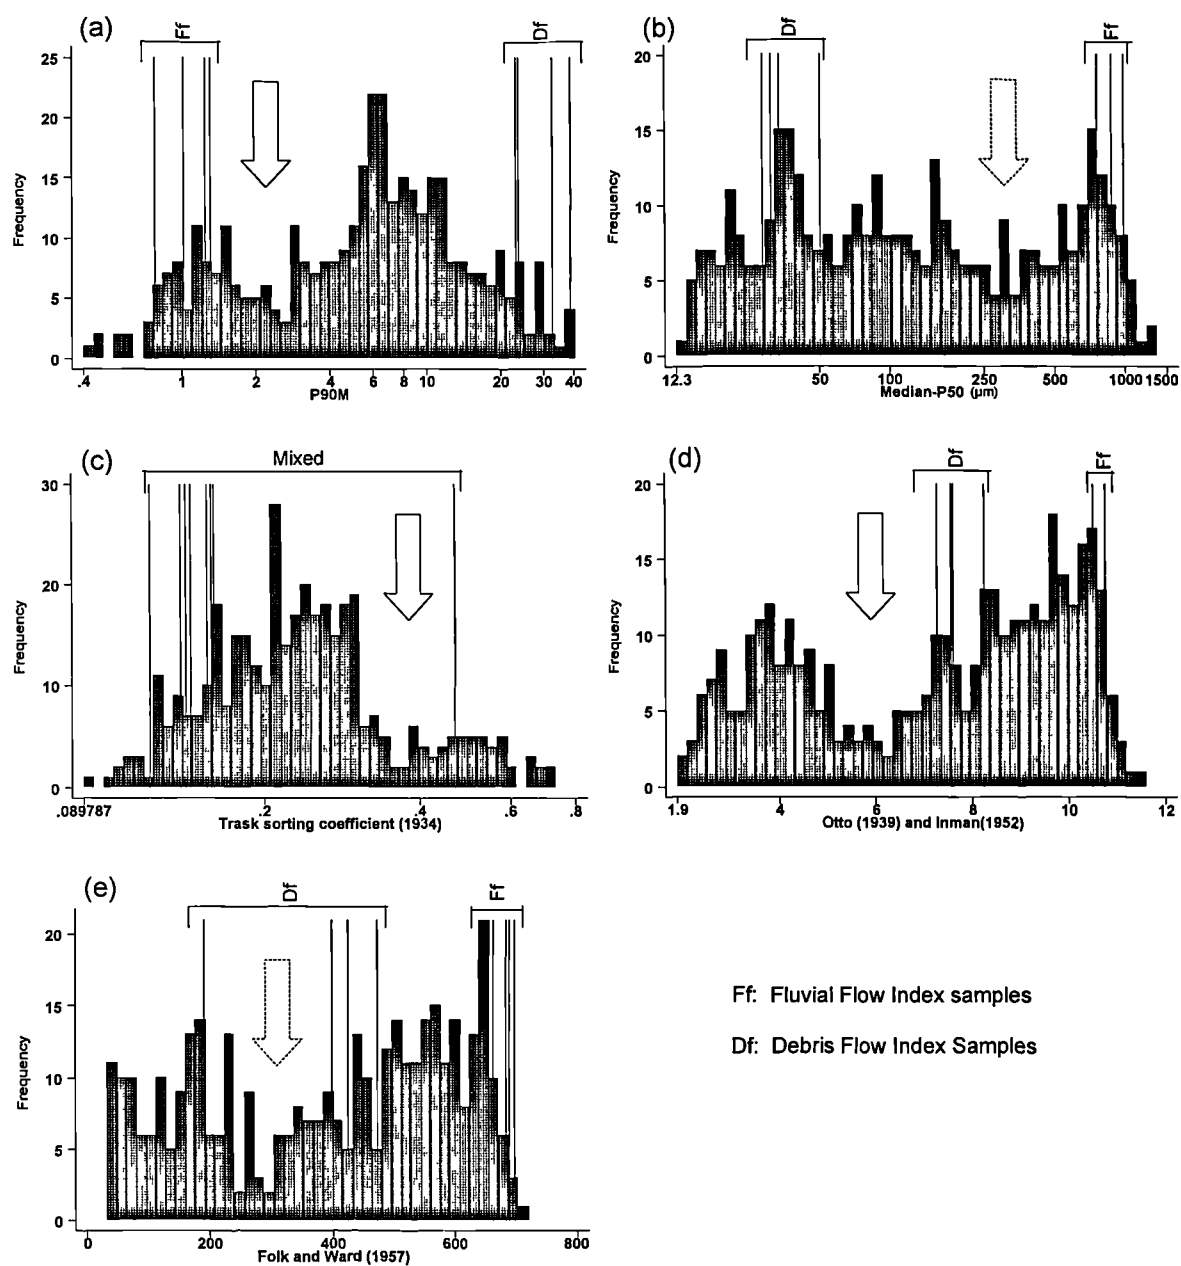 (a)
Ff
Df
25
20
15
10
5
0
Frequency
.4 1 2 4 6 8 10 20 30 40
P90M
(b)
Df
Ff
20
15
10
5
0
Frequency
12.3 50 100 250 500 1000 1500
Median-P50 (µm)
(c)
Mixed
30
20
10
0
Frequency
.089787 .2 .4 .6 .8
Trask sorting coefficient (1934)
(d)
Df
Ff
20
15
10
5
0
Frequency
1.9 4 6 8 10 12
Otto (1939) and Inman(1952)
(e)
Df
Ff
20
15
10
5
0
Frequency
0 200 400 600 800
Folk and Ward (1957)
Ff: Fluvial Flow Index samples
Df: Debris Flow Index Samples